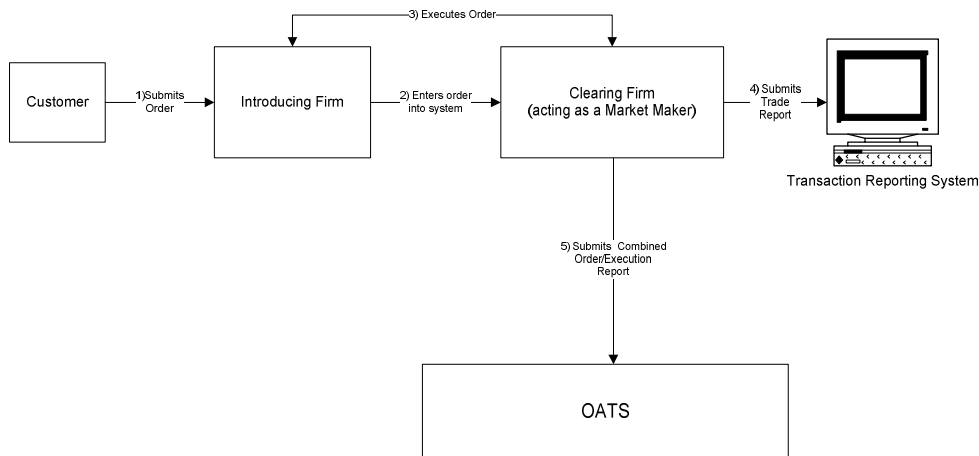 3) Executes Order
Customer
1)Submits
Order
Introducing Firm
2) Enters order
into system
Clearing Firm
(acting as a Market Maker)
4) Submits
Trade
Report
Transaction Reporting System
5) Submits Combined
Order/Execution
Report
OATS